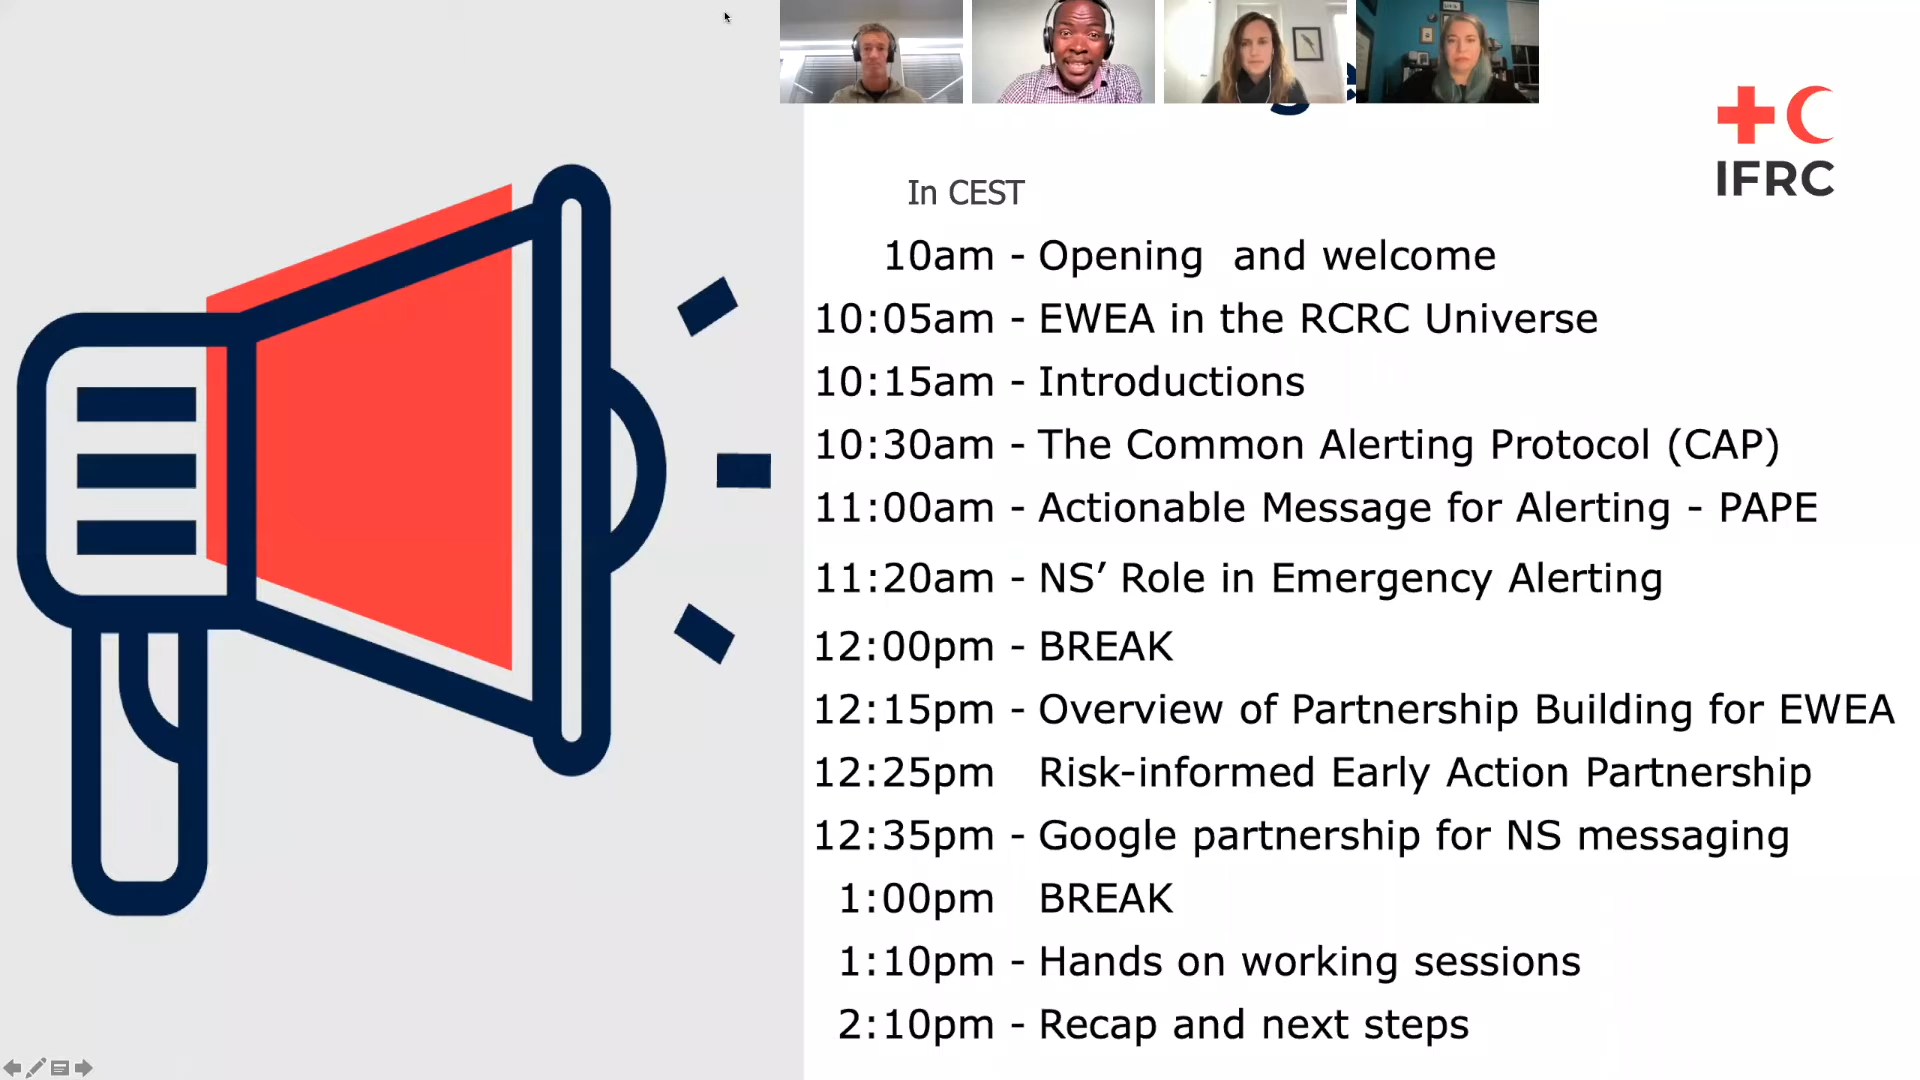 IFRC
In CEST
10am - Opening and welcome
10:05am - EWEA in the RCRC Universe
10:15am - Introductions
10:30am - The Common Alerting Protocol (CAP)
11:00am - Actionable Message for Alerting - PAPE
11:20am - NS’ Role in Emergency Alerting
12:00pm - BREAK
12:15pm - Overview of Partnership Building for EWEA
12:25pm Risk-informed Early Action Partnership
12:35pm - Google partnership for NS messaging
1:00pm BREAK
1:10pm - Hands on working sessions
2:10pm - Recap and next steps